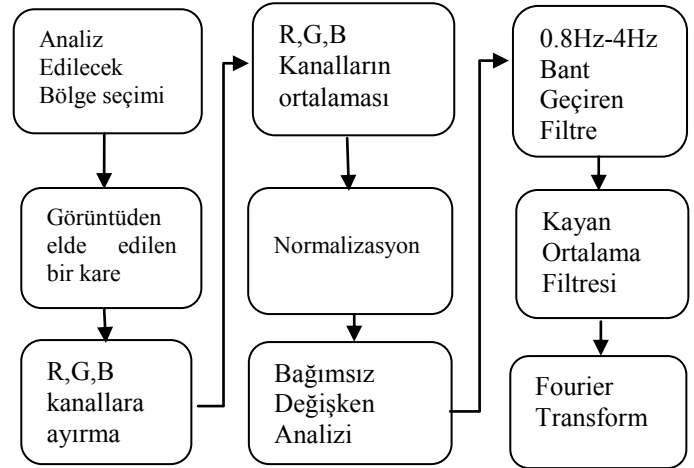 Analiz
Edilecek
Bölge seçimi
Görüntüden
elde edilen
bir kare
R,G,B
kanallara
ayırma
R,G,B
Kanalların
ortalaması
Normalizasyon
Bağımsız
Değişken
Analizi
0.8Hz-4Hz
Bant
Geçiren
Filtre
Kayan
Ortalama
Filtresi
Fourier
Transform